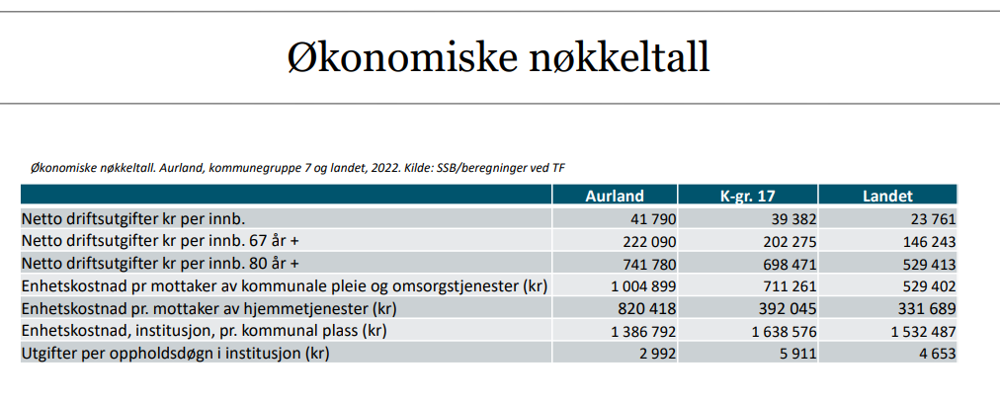 Økonomiske nøkkeltall
Økonomiske nøkkeltall. Aurland, kommunegruppe 7 og landet, 2022. Kilde: SSB/beregninger ved TF
Aurland K-gr. 17 Landet
Netto driftsutgifter kr per innb. 41 790 39 382 23 761
Netto driftsutgifter kr per innb. 67 år + 222 090 202 275 146 243
Netto driftsutgifter kr per innb. 80 år + 741 780 698 471 529 413
Enhetskostnad pr mottaker av kommunale pleie og omsorgstjenester (kr) 1 004 899 711 261 529 402
Enhetskostnad pr. mottaker av hjemmetjenester (kr) 820 418 392 045 331 689
Enhetskostnad, institusjon, pr. kommunal plass (kr) 1 386 792 1 638 576 1 532 487
Utgifter per oppholdsdøgn i institusjon (kr) 2 992 5 911 4 653